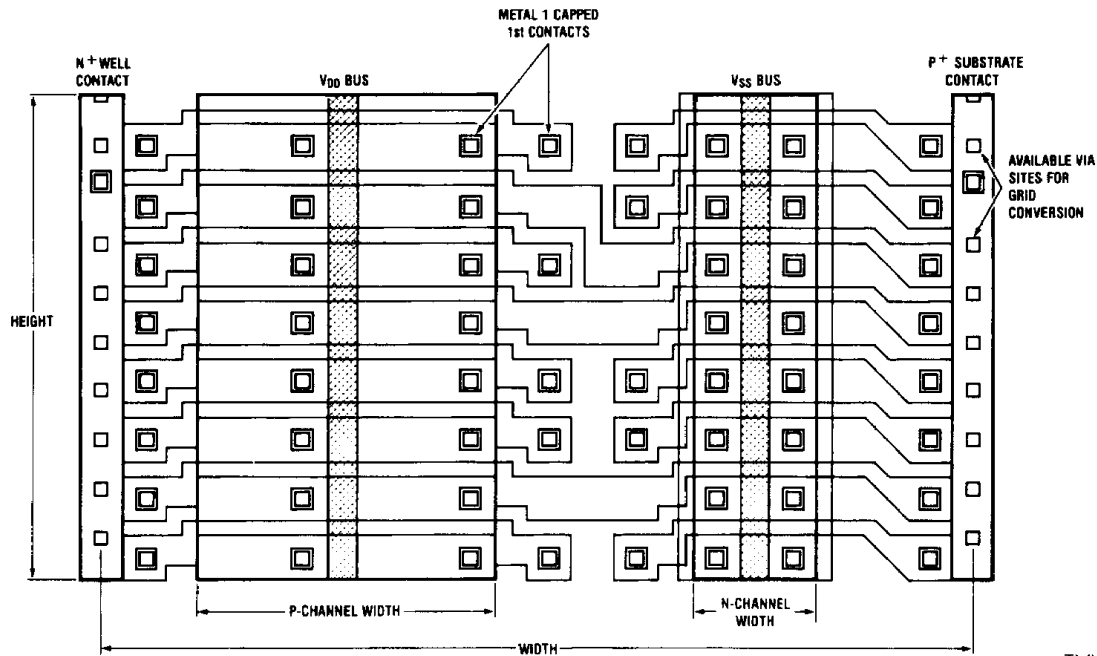 METAL 1 CAPPED
1st CONTACTS
N+ WELL
CONTACT
VDD BUS
VSS BUS
P+ SUBSTRATE
CONTACT
AVAILABLE VIA
SITES FOR
GRID
CONVERSION
HEIGHT
P-CHANNEL WIDTH
N-CHANNEL
WIDTH
WIDTH